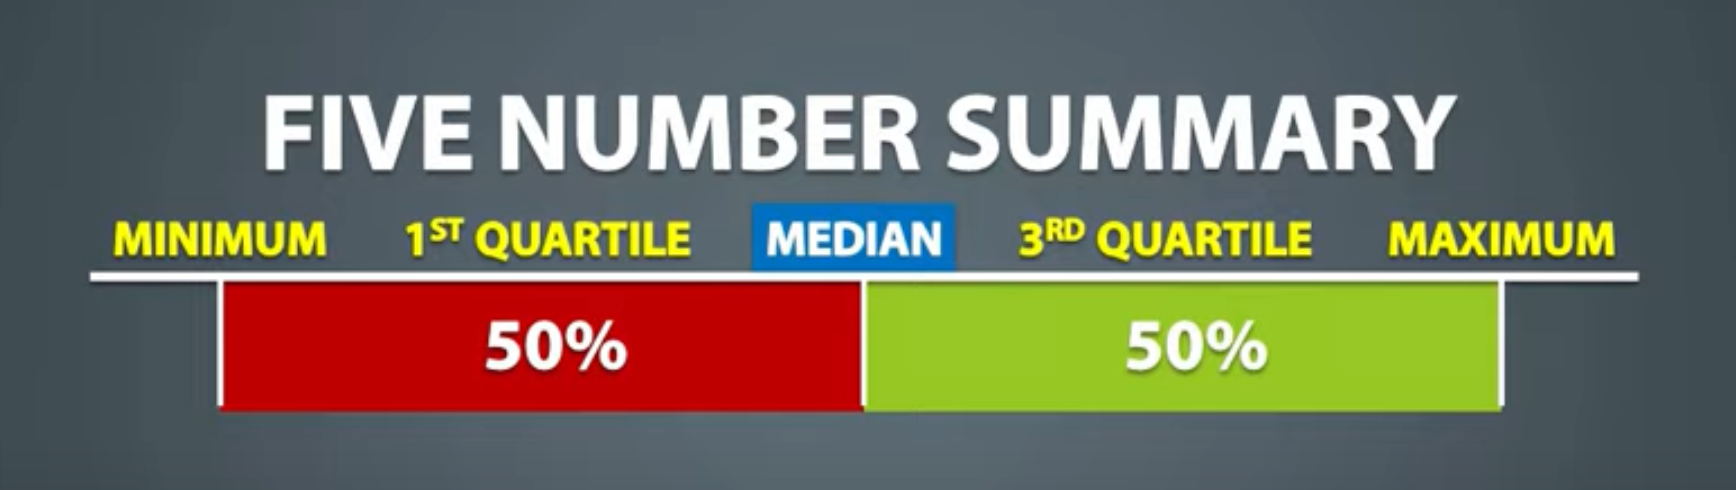 FIVE NUMBER SUMMARY
MINIMUM 1ST QUARTILE MEDIAN 3RD QUARTILE MAXIMUM
50% 50%